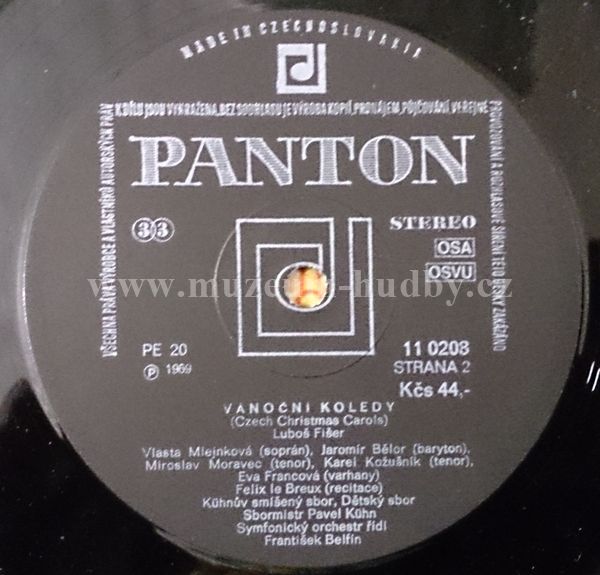 MADE IN CZECHOSLOVAKIA
VŠECHNA PRÁVA VÝROBCE A VLASTNÍKŮ AUTORSKÝCH PRÁV
K DÍLU JSOU VYHRAŽENA, BEZ SOUHLASU JE VÝROBA KOPIÍ, PRONÁJEM, PŮJČOVÁNÍ, VEŘEJNÉ
PROVOZOVÁNÍ A ROZHLASOVÉ ŠÍŘENÍ TÉTO DESKY ZAKÁZÁNO
PANTON
33
STEREO
OSA
OSVU
www.muzeum-hudby.cz
PE 20
℗ 1969
11 0208
STRANA 2
Kčs 44,-
VÁNOČNÍ KOLEDY
(Czech Christmas Carols)
Luboš Fišer
Vlasta Mlejnková (soprán), Jaromír Bělor (baryton),
Miroslav Moravec (tenor), Karel Kožušník (tenor),
Eva Francová (varhany)
Felix le Breux (recitace)
Kühnův smíšený sbor, Dětský sbor
Sbormistr Pavel Kühn
Symfonický orchestr řídí
František Belfín